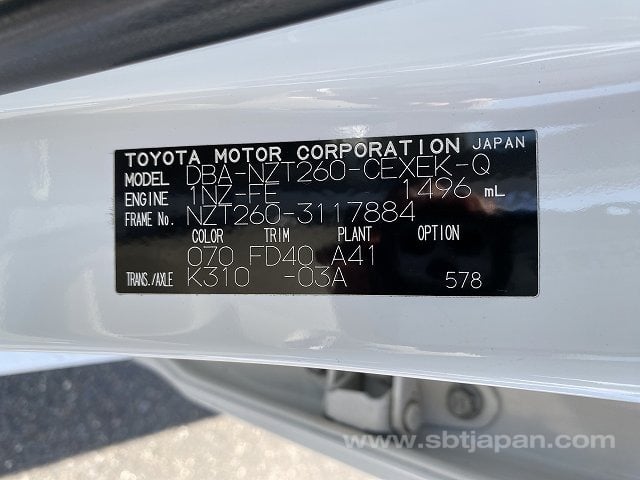 TOYOTA MOTOR CORPORATION JAPAN
MODEL DBA-NZT260-CEXEK-Q
ENGINE 1NZ-FE 1496 mL
FRAME No. NZT260-3117884
COLOR TRIM PLANT OPTION
070 FD40 A41
TRANS./AXLE K310 -03A 578
www.sbtjapan.com